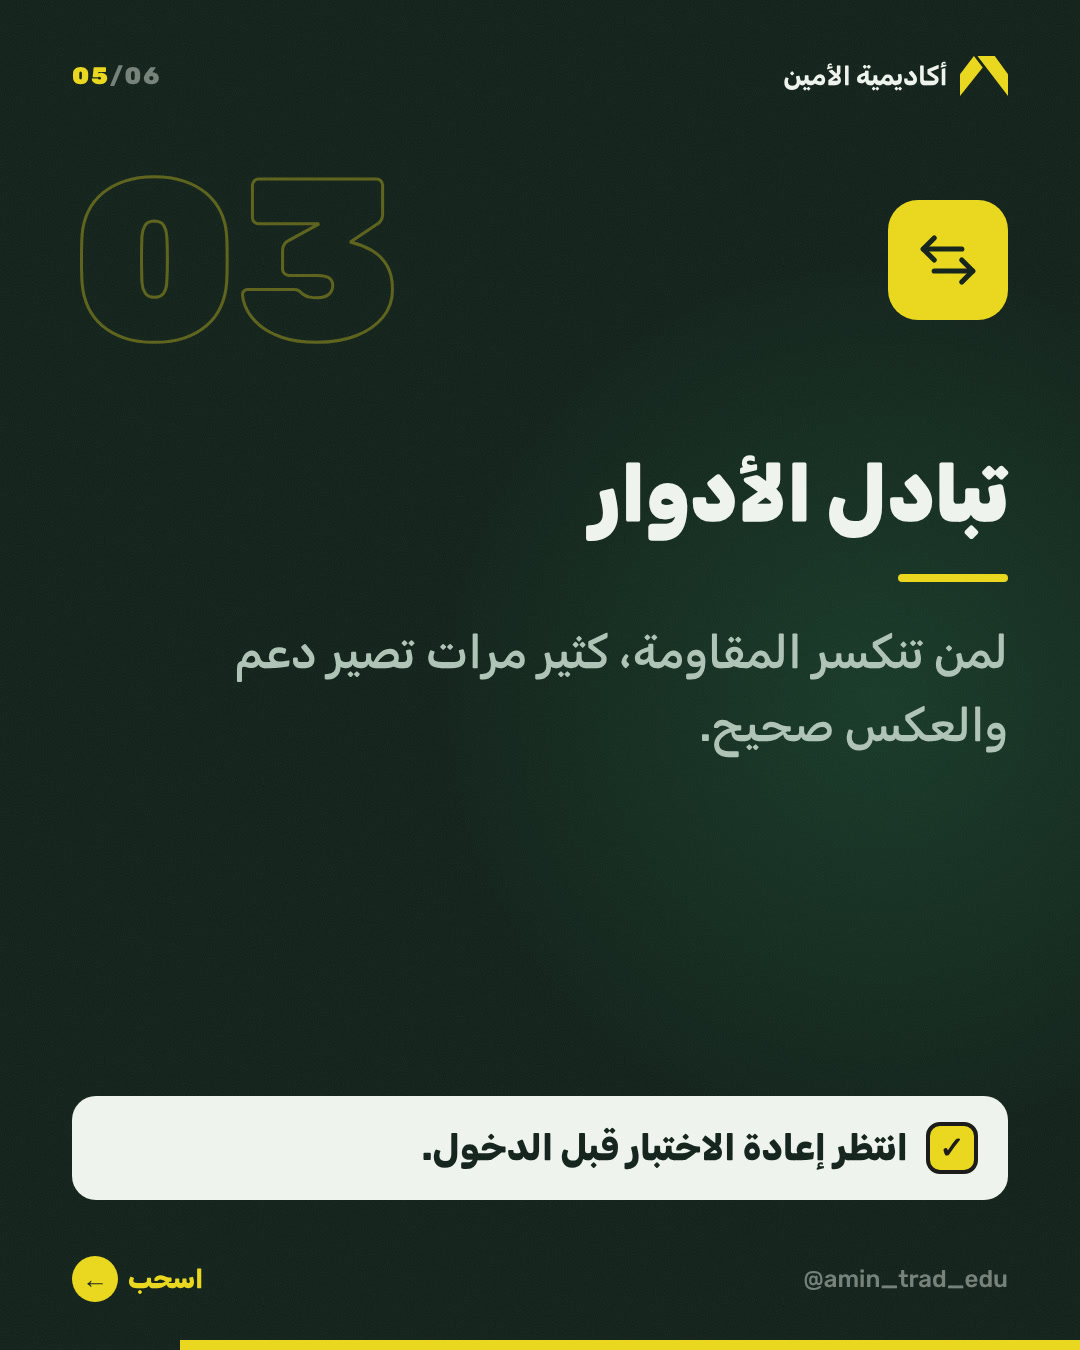 أكاديمية الأمين
05/06
03
تبادل الأدوار
لمن تنكسر المقاومة، كثير مرات تصير دعم
والعكس صحيح.
✓ انتظر إعادة الاختبار قبل الدخول.
@amin_trad_edu
اسحب ←